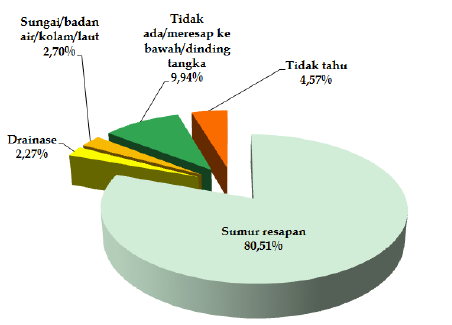 Sungai/badan
air/kolam/laut
2,70%
Tidak
ada/meresap ke
bawah/dinding
tangka
9,94%
Tidak tahu
4,57%
Drainase
2,27%
Sumur resapan
80,51%